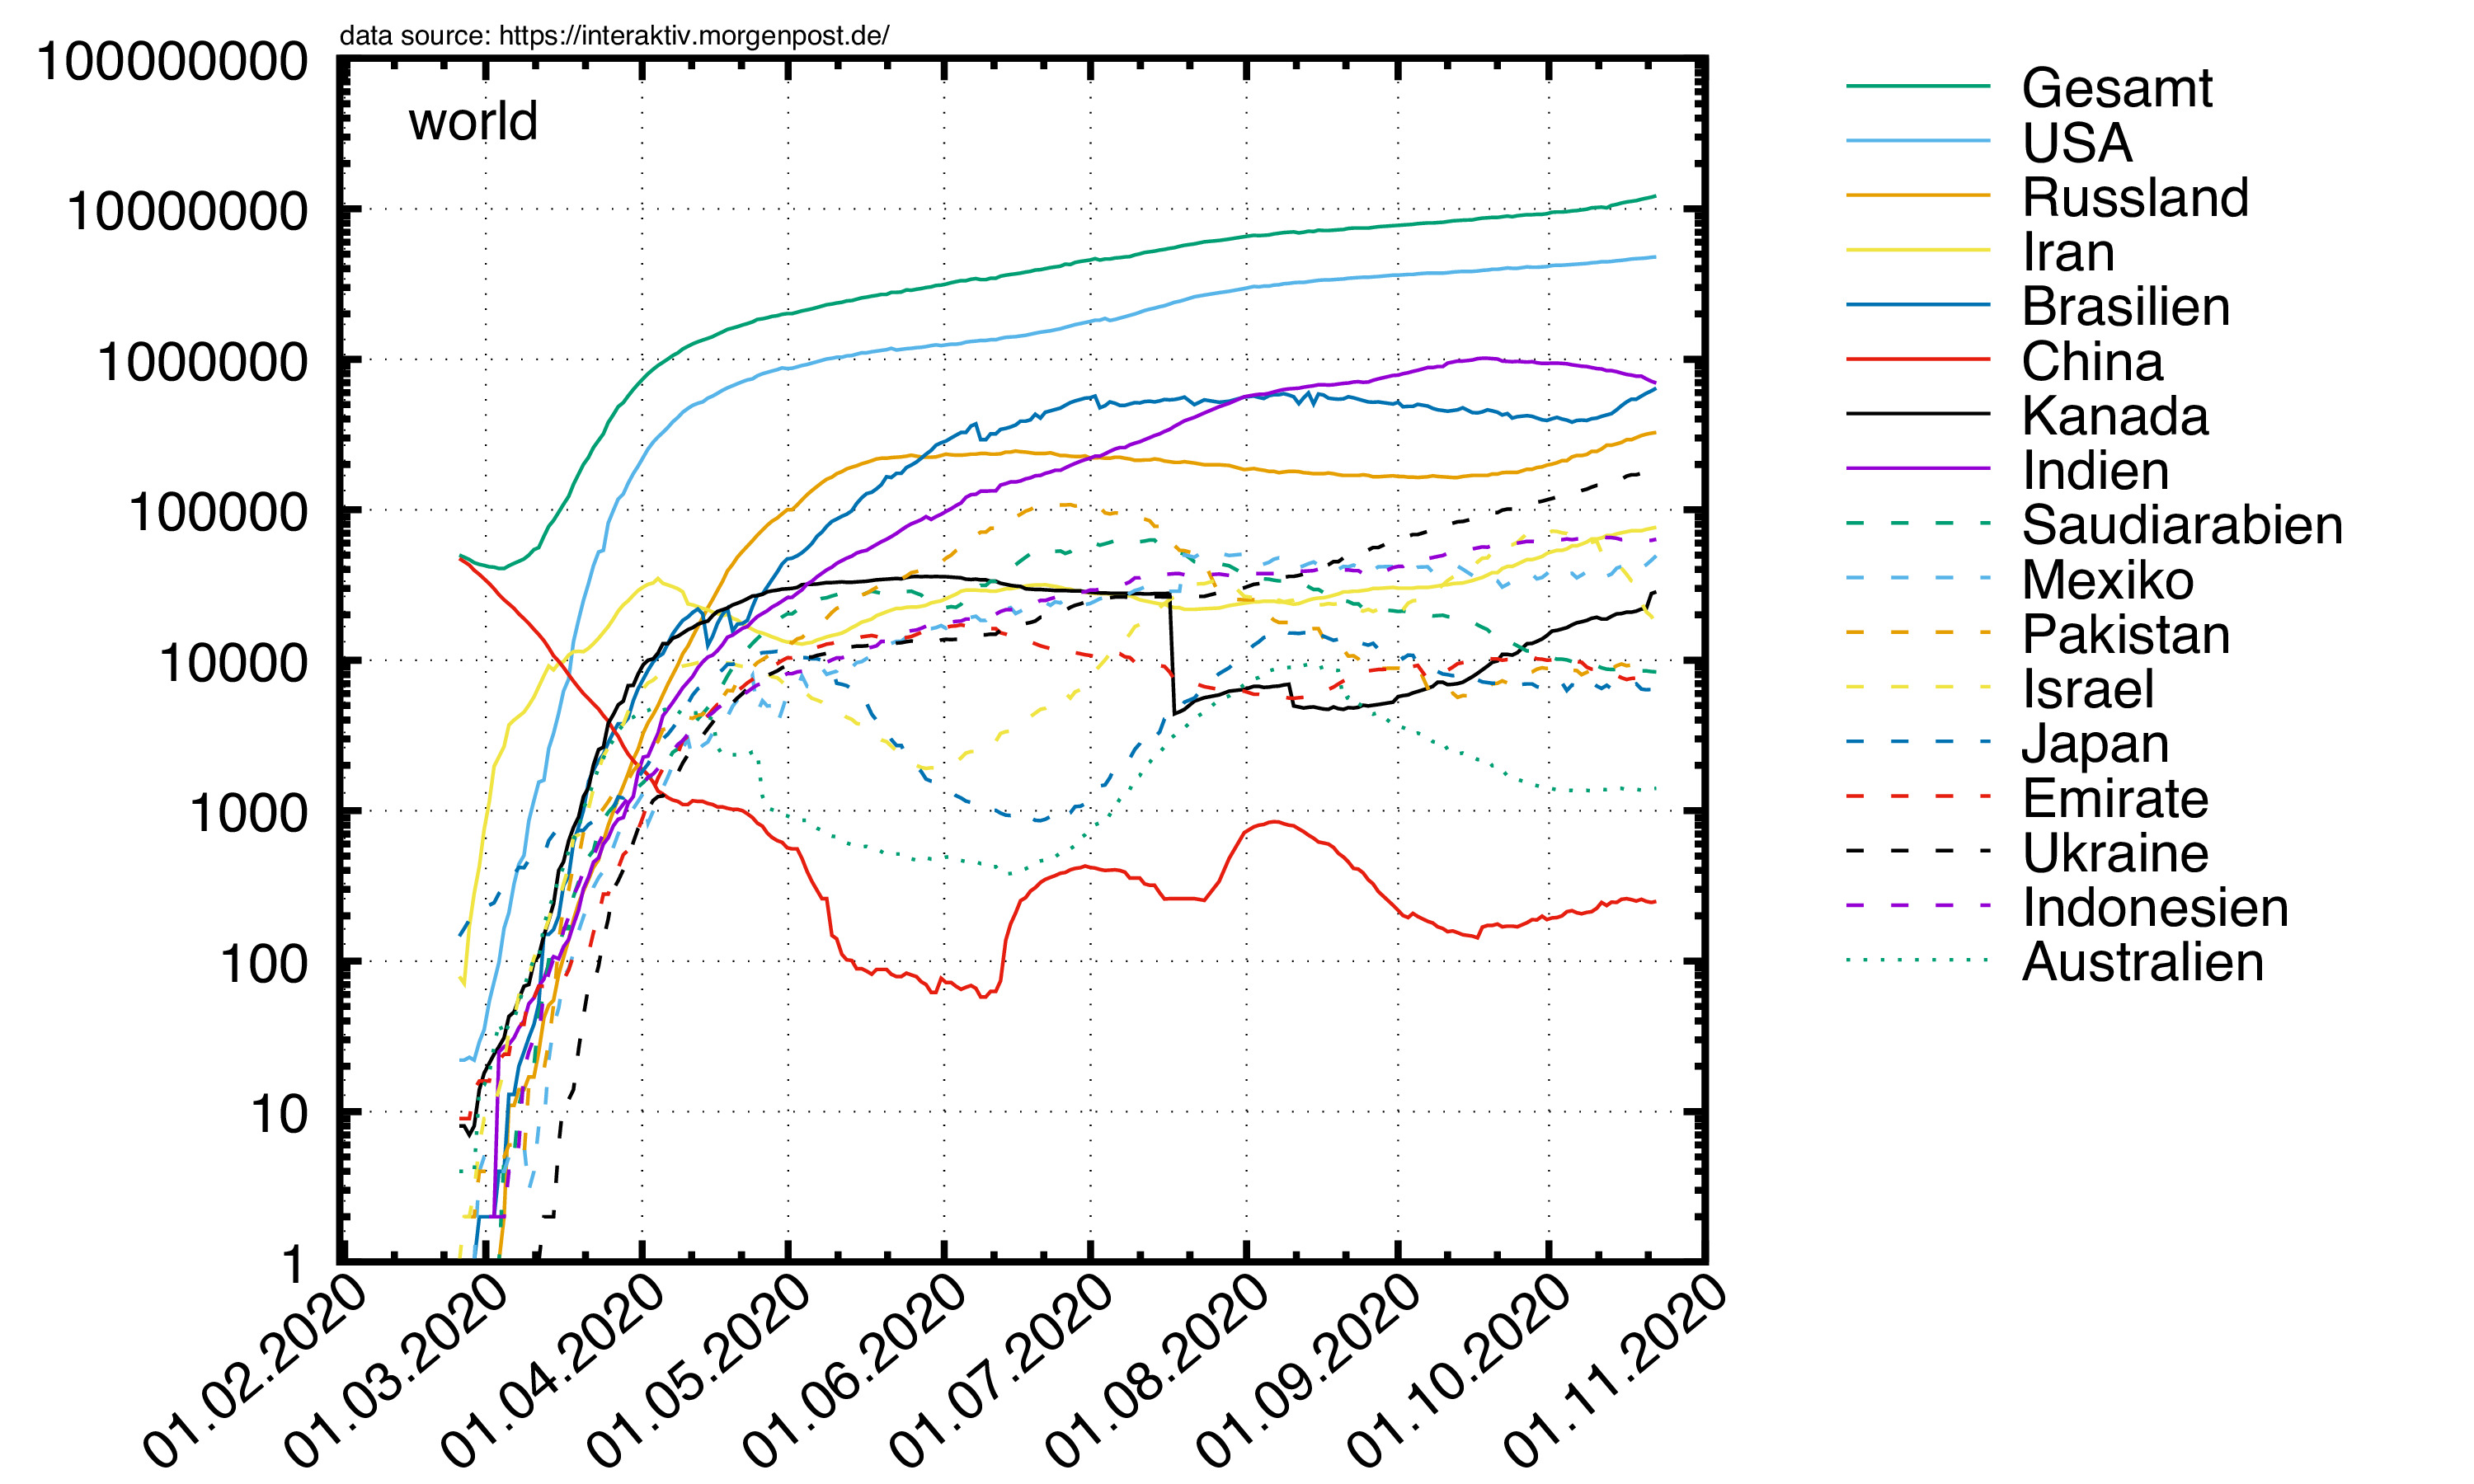 data source: https://interaktiv.morgenpost.de/
world
100000000
10000000
1000000
100000
10000
1000
100
10
1
01.02.2020
01.03.2020
01.04.2020
01.05.2020
01.06.2020
01.07.2020
01.08.2020
01.09.2020
01.10.2020
01.11.2020
Gesamt
USA
Russland
Iran
Brasilien
China
Kanada
Indien
Saudiarabien
Mexiko
Pakistan
Israel
Japan
Emirate
Ukraine
Indonesien
Australien